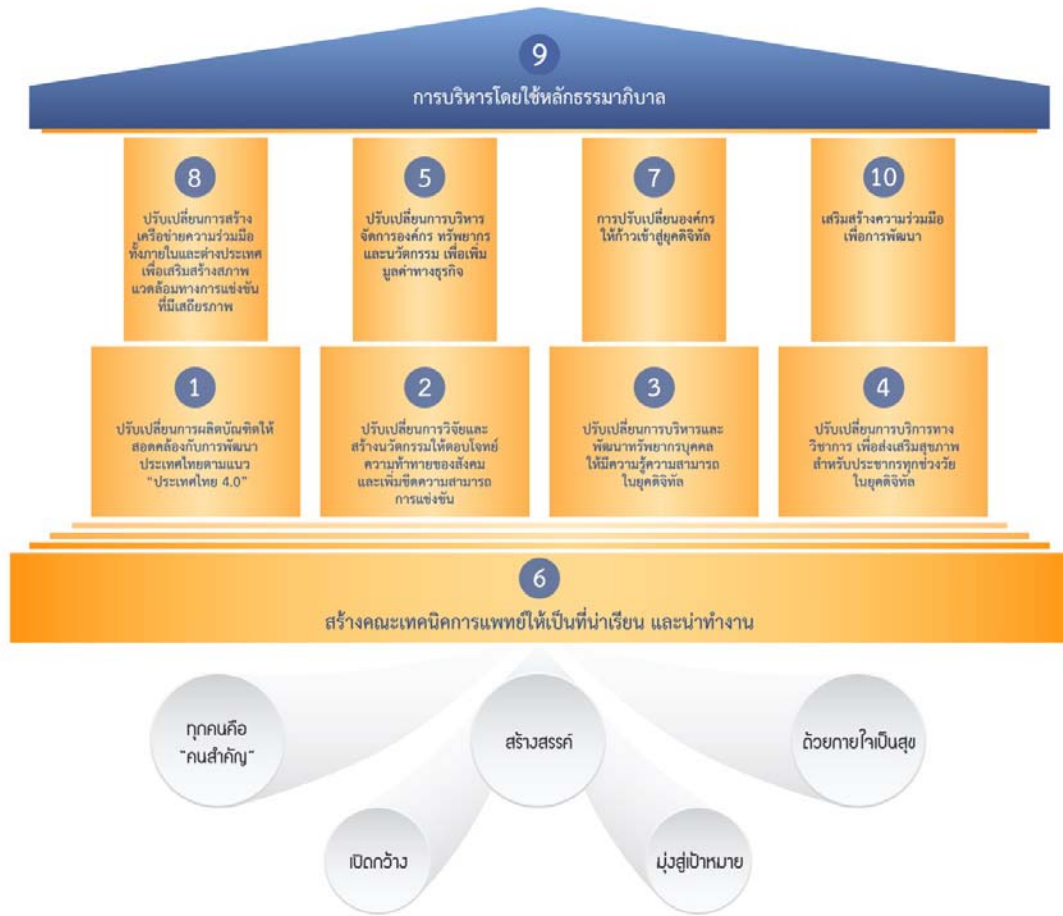 9
การบริหารโดยใช้หลักธรรมาภิบาล
8
ปรับเปลี่ยนการสร้าง
เครือข่ายความร่วมมือ
ทั้งภายในและต่างประเทศ
เพื่อเสริมสร้างสภาพ
แวดล้อมทางการแข่งขัน
ที่มีเสถียรภาพ
5
ปรับเปลี่ยนการบริหาร
จัดการองค์กร ทรัพยากร
และนวัตกรรม เพื่อเพิ่ม
มูลค่าทางธุรกิจ
7
การปรับเปลี่ยนองค์กร
ให้ก้าวเข้าสู่ยุคดิจิทัล
10
เสริมสร้างความร่วมมือ
เพื่อการพัฒนา
1
ปรับเปลี่ยนการผลิตบัณฑิตให้
สอดคล้องกับการพัฒนา
ประเทศไทยตามแนว
"ประเทศไทย 4.0"
2
ปรับเปลี่ยนการวิจัยและ
สร้างนวัตกรรมให้ตอบโจทย์
ความท้าทายของสังคม
และเพิ่มขีดความสามารถ
การแข่งขัน
3
ปรับเปลี่ยนการบริหารและ
พัฒนาทรัพยากรบุคคล
ให้มีความรู้ความสามารถ
ในยุคดิจิทัล
4
ปรับเปลี่ยนการบริการทาง
วิชาการ เพื่อส่งเสริมสุขภาพ
สำหรับประชากรทุกช่วงวัย
ในยุคดิจิทัล
6
สร้างคณะเทคนิคการแพทย์ให้เป็นที่น่าเรียน และน่าทำงาน
ทุกคนคือ
"คนสำคัญ"
สร้างสรรค์
ด้วยกายใจเป็นสุข
เปิดกว้าง
มุ่งสู่เป้าหมาย